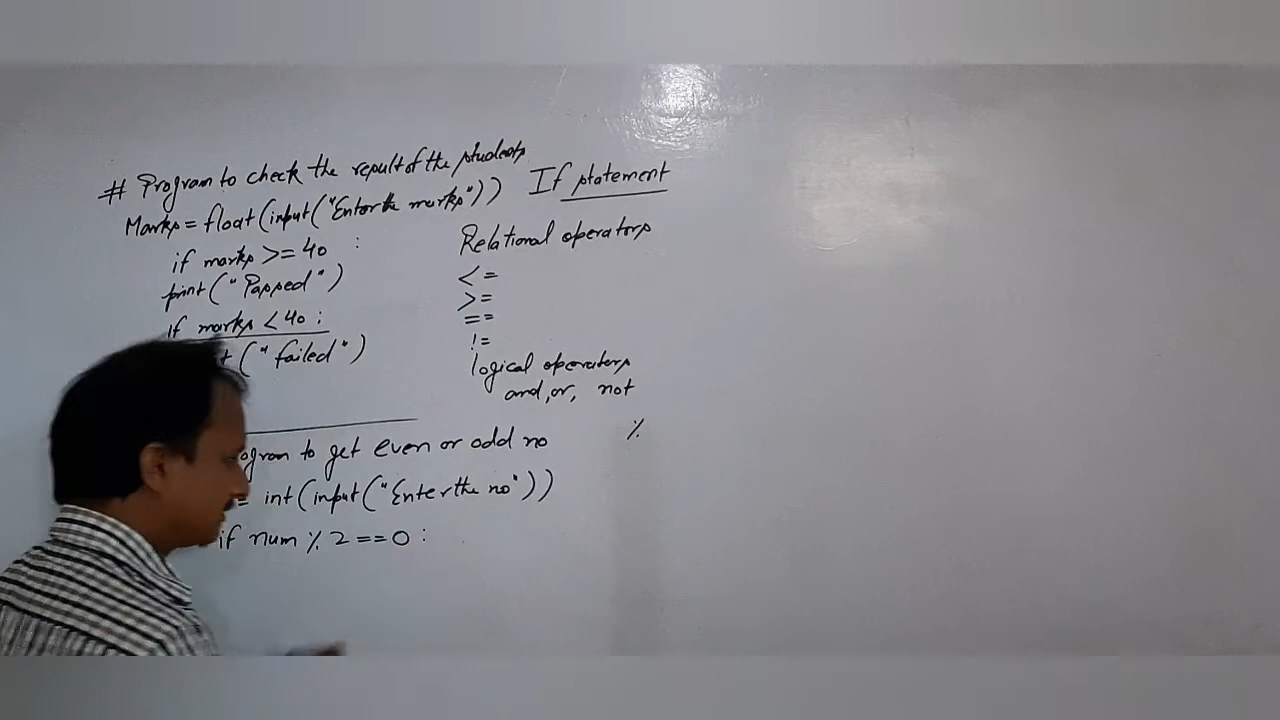 # Program to check the result of the students
If statement
Marks = float(input("Enter the marks"))
if marks >= 40 :
print("Passed")
if marks < 40 :
t("failed")
Relational operators
<=
>=
==
!=
logical operators
and, or, not
%
ogram to get even or odd no
= int(input("Enter the no"))
if num % 2 == 0 :